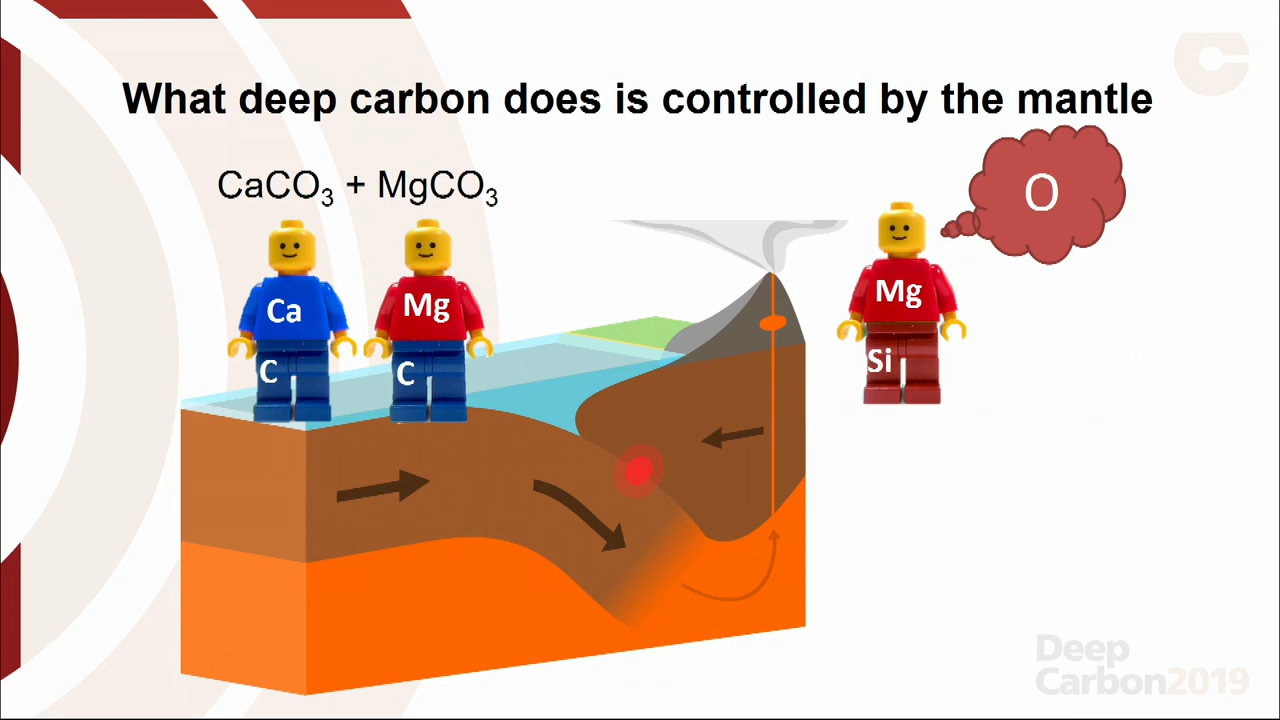 What deep carbon does is controlled by the mantle
CaCO₃ + MgCO₃
O
Ca
Mg
Mg
C
C
Si
Deep
Carbon2019